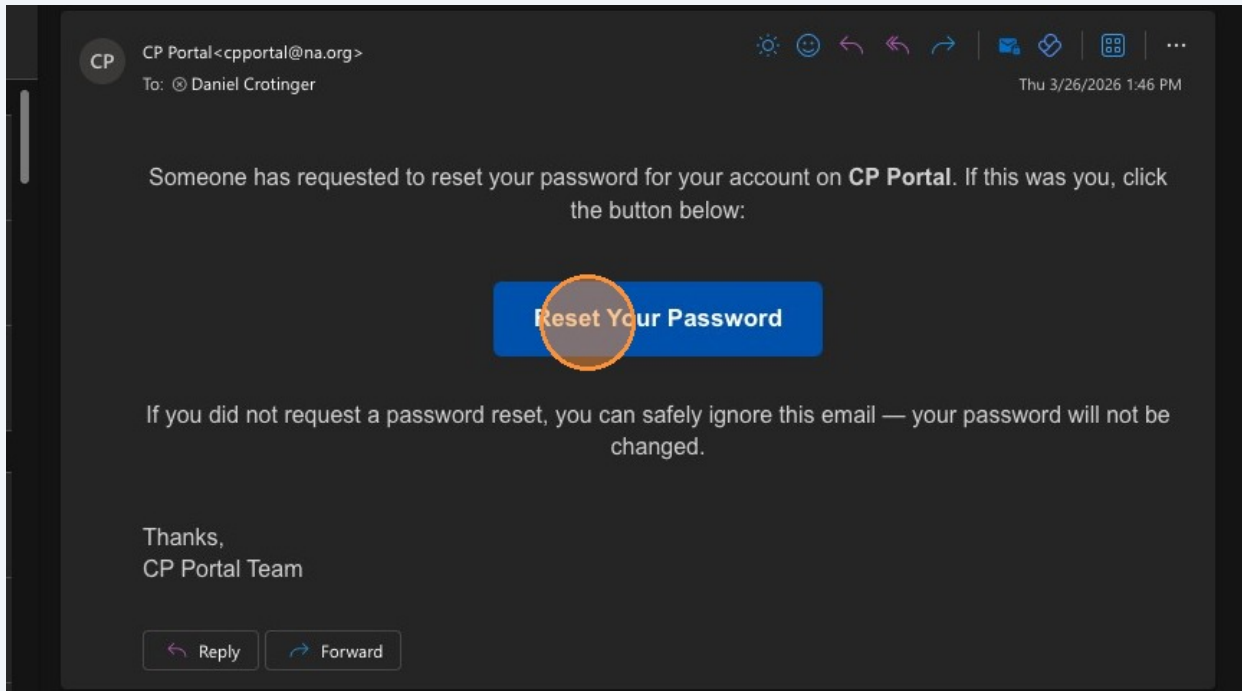 CP
CP Portal<cpportal@na.org>
To: Daniel Crotinger
Thu 3/26/2026 1:46 PM
Someone has requested to reset your password for your account on CP Portal. If this was you, click
the button below:
Reset Your Password
If you did not request a password reset, you can safely ignore this email — your password will not be
changed.
Thanks,
CP Portal Team
Reply
Forward